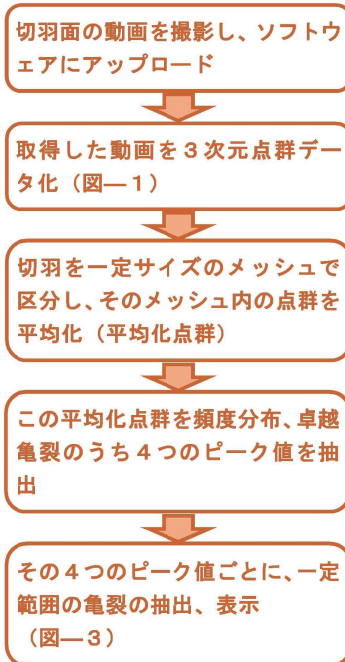 切羽面の動画を撮影し、ソフトウ
ェアにアップロード
取得した動画を３次元点群デー
タ化（図―１）
切羽を一定サイズのメッシュで
区分し、そのメッシュ内の点群を
平均化（平均化点群）
この平均化点群を頻度分布、卓越
亀裂のうち４つのピーク値を抽
出
その４つのピーク値ごとに、一定
範囲の亀裂の抽出、表示
（図―３）